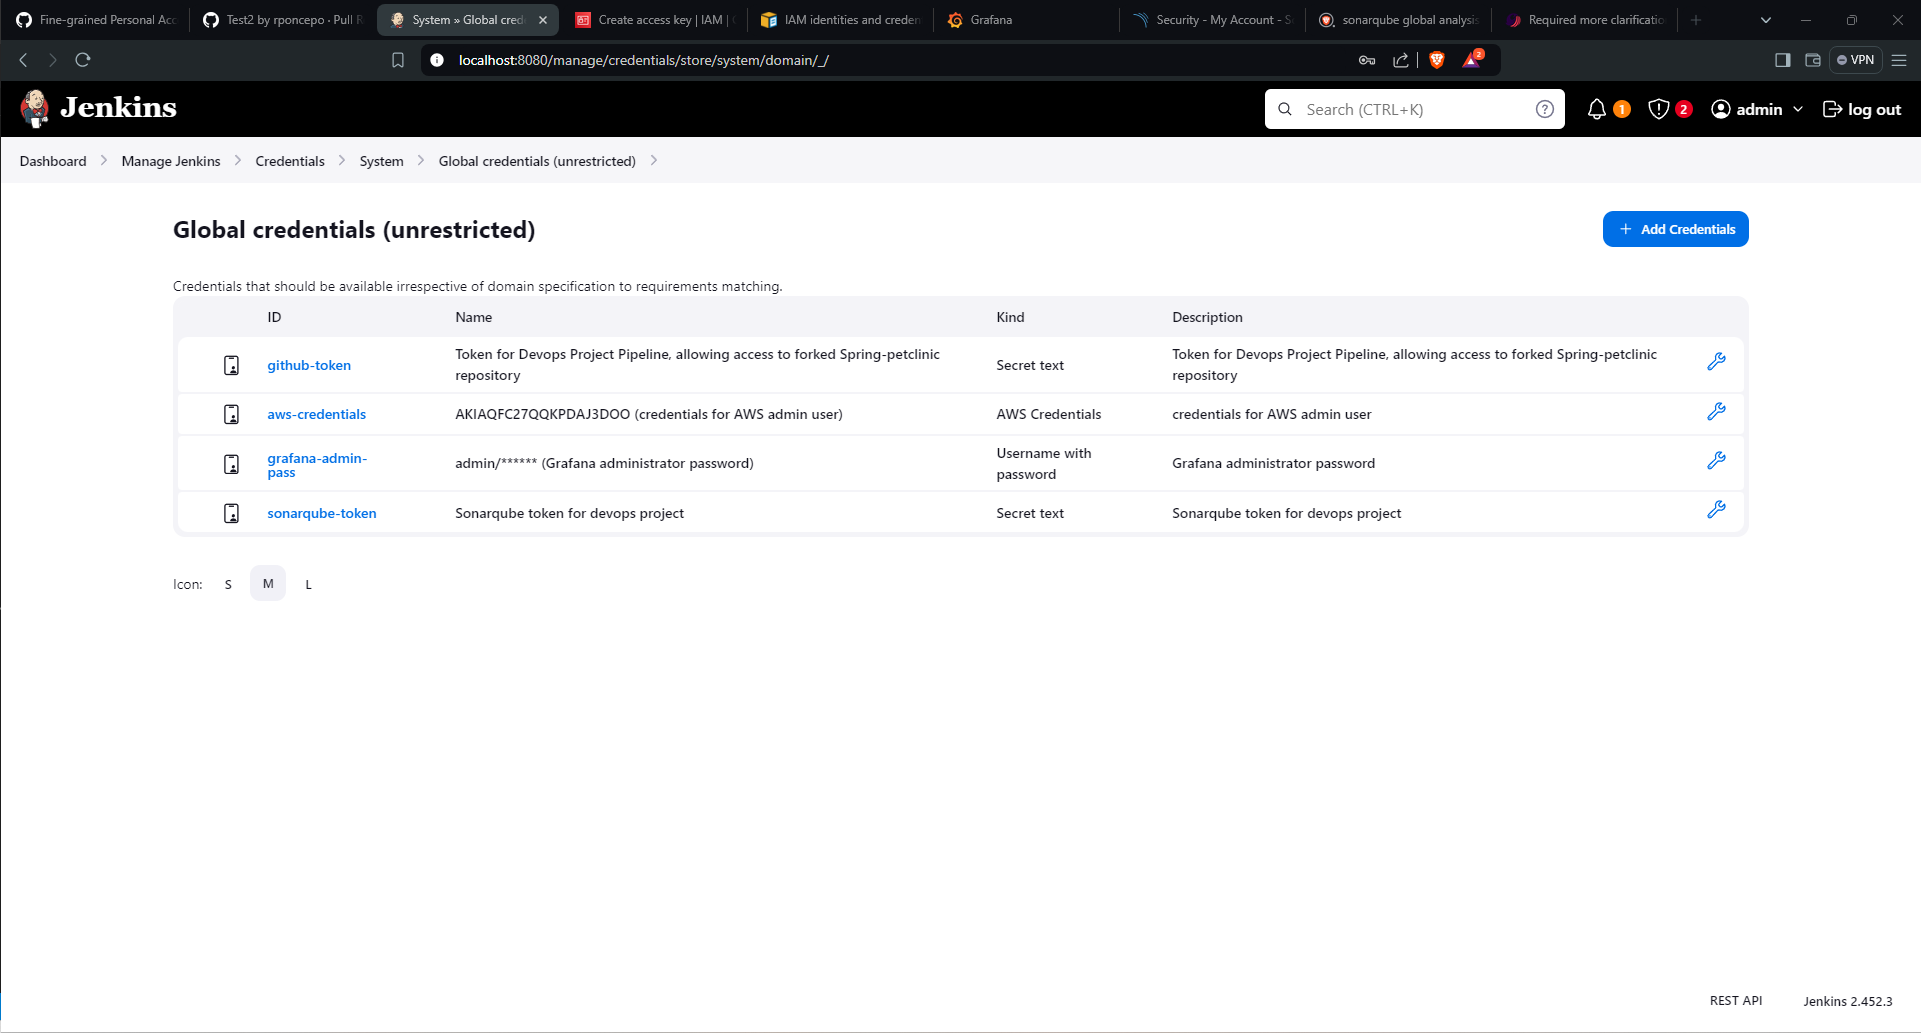 Fine-grained Personal Acc
Test2 by rponcepo · Pull R
System » Global cred
Create access key | IAM |
IAM identities and creden
Grafana
Security - My Account - S
sonarqube global analysis
Required more clarificatio
localhost:8080/manage/credentials/store/system/domain/_/
2
VPN
Jenkins
Search (CTRL+K)
1
2
admin
log out
Dashboard
Manage Jenkins
Credentials
System
Global credentials (unrestricted)
Global credentials (unrestricted)
+ Add Credentials
Credentials that should be available irrespective of domain specification to requirements matching.
ID
Name
Kind
Description
github-token
Token for Devops Project Pipeline, allowing access to forked Spring-petclinic
repository
Secret text
Token for Devops Project Pipeline, allowing access to forked Spring-petclinic
repository
aws-credentials
AKIAQFC27QQKPDAJ3DOO (credentials for AWS admin user)
AWS Credentials
credentials for AWS admin user
grafana-admin-
pass
admin/****** (Grafana administrator password)
Username with
password
Grafana administrator password
sonarqube-token
Sonarqube token for devops project
Secret text
Sonarqube token for devops project
Icon:
S
M
L
REST API
Jenkins 2.452.3